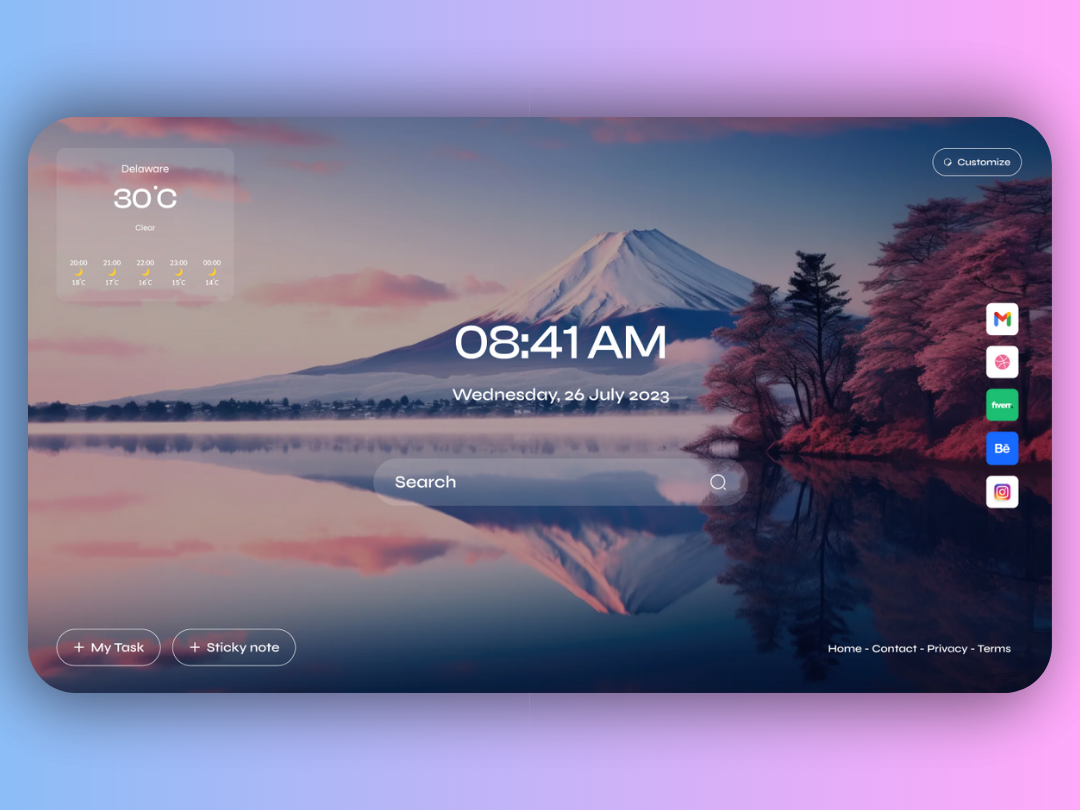 Delaware
30°C
Clear
20:00 21:00 22:00 23:00 00:00
18°C 17°C 16°C 15°C 14°C
Customize
08:41 AM
Wednesday, 26 July 2023
Search
fiverr
Bē
+ My Task
+ Sticky note
Home - Contact - Privacy - Terms